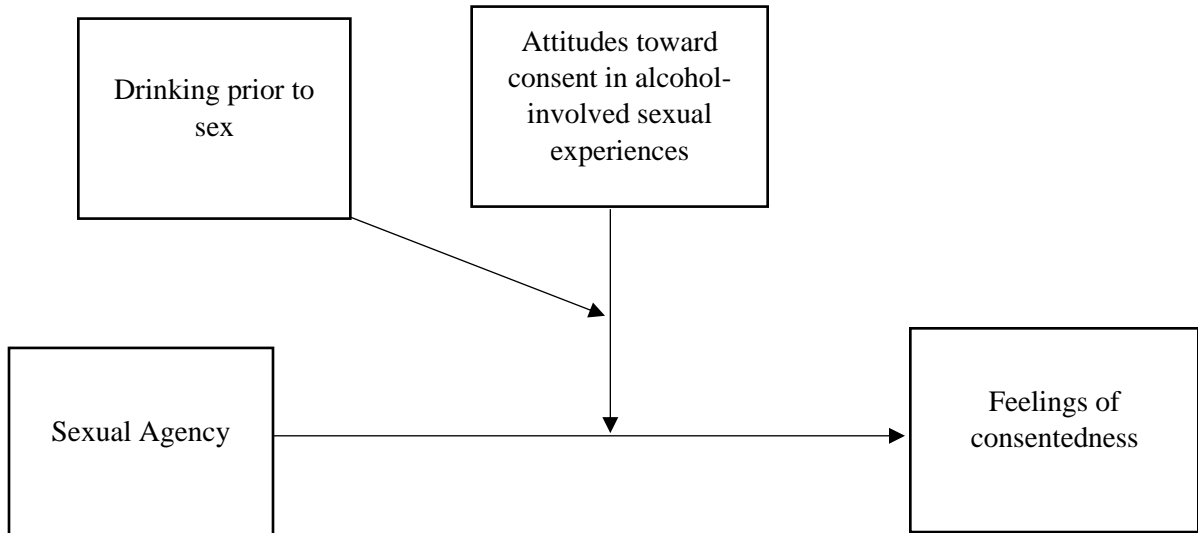 Drinking prior to
sex
Attitudes toward
consent in alcohol-
involved sexual
experiences
Sexual Agency
Feelings of
consentedness